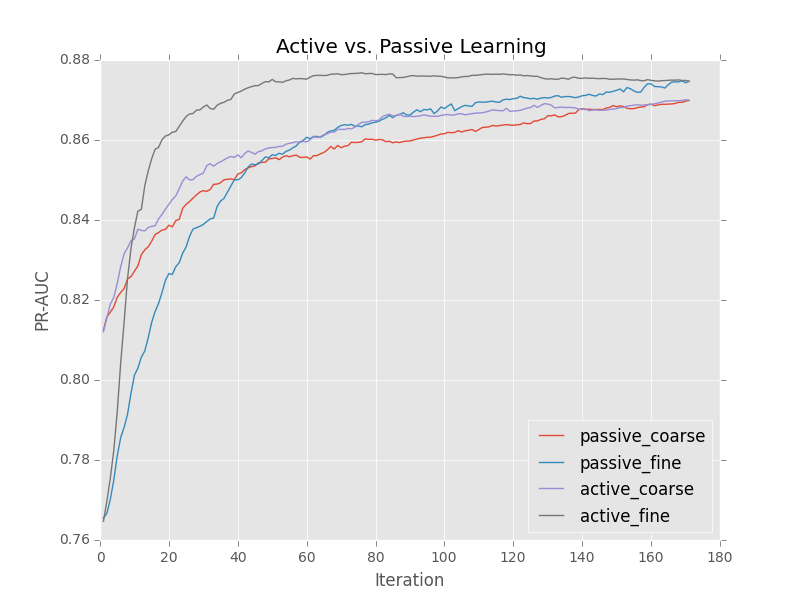 Active vs. Passive Learning
0.88
0.86
0.84
0.82
0.80
0.78
0.76
PR-AUC
0 20 40 60 80 100 120 140 160 180
Iteration
passive_coarse
passive_fine
active_coarse
active_fine